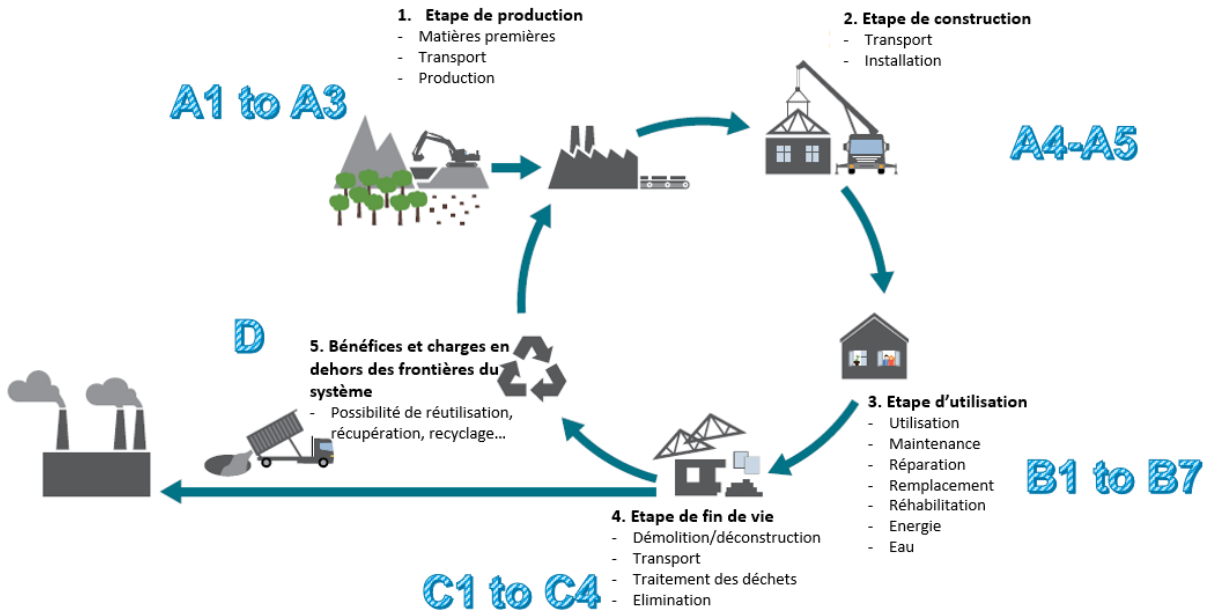 1. Etape de production
- Matières premières
- Transport
- Production
2. Etape de construction
- Transport
- Installation
A1 to A3
A4-A5
D
5. Bénéfices et charges en
dehors des frontières du
système
- Possibilité de réutilisation,
récupération, recyclage...
3. Etape d'utilisation
- Utilisation
- Maintenance
- Réparation
- Remplacement
- Réhabilitation
- Energie
- Eau
B1 to B7
4. Etape de fin de vie
- Démolition/déconstruction
- Transport
- Traitement des déchets
- Elimination
C1 to C4